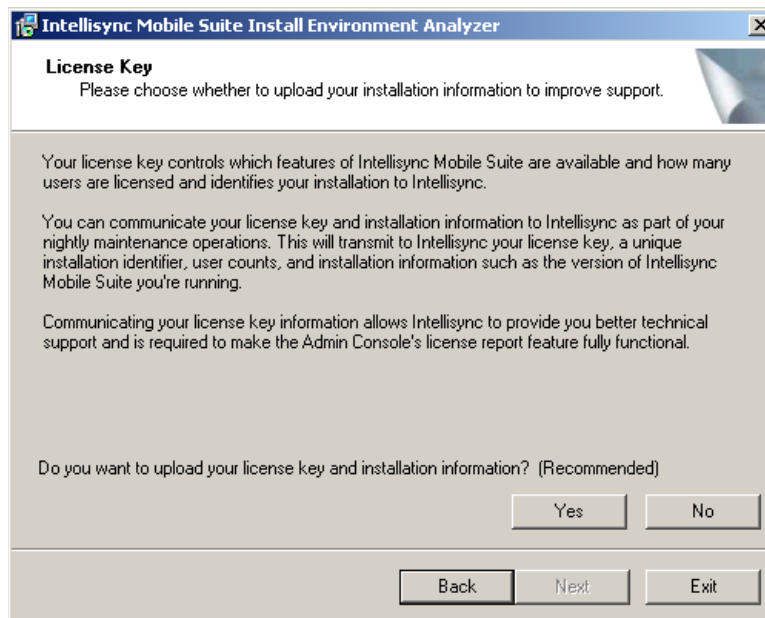 Intellisync Mobile Suite Install Environment Analyzer
License Key
Please choose whether to upload your installation information to improve support.
Your license key controls which features of Intellisync Mobile Suite are available and how many
users are licensed and identifies your installation to Intellisync.
You can communicate your license key and installation information to Intellisync as part of your
nightly maintenance operations. This will transmit to Intellisync your license key, a unique
installation identifier, user counts, and installation information such as the version of Intellisync
Mobile Suite you're running.
Communicating your license key information allows Intellisync to provide you better technical
support and is required to make the Admin Console's license report feature fully functional.
Do you want to upload your license key and installation information? (Recommended)
Yes No
Back Next Exit